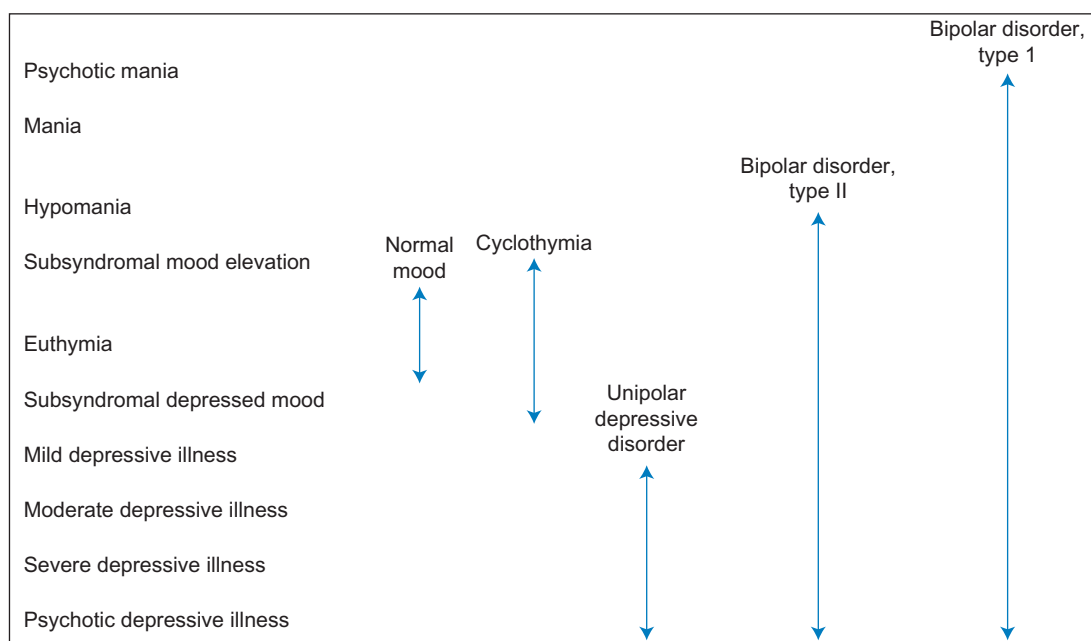 Bipolar disorder,
type 1
Psychotic mania
Mania
Bipolar disorder,
type II
Hypomania
Normal
mood
Cyclothymia
Subsyndromal mood elevation
Euthymia
Subsyndromal depressed mood
Unipolar
depressive
disorder
Mild depressive illness
Moderate depressive illness
Severe depressive illness
Psychotic depressive illness